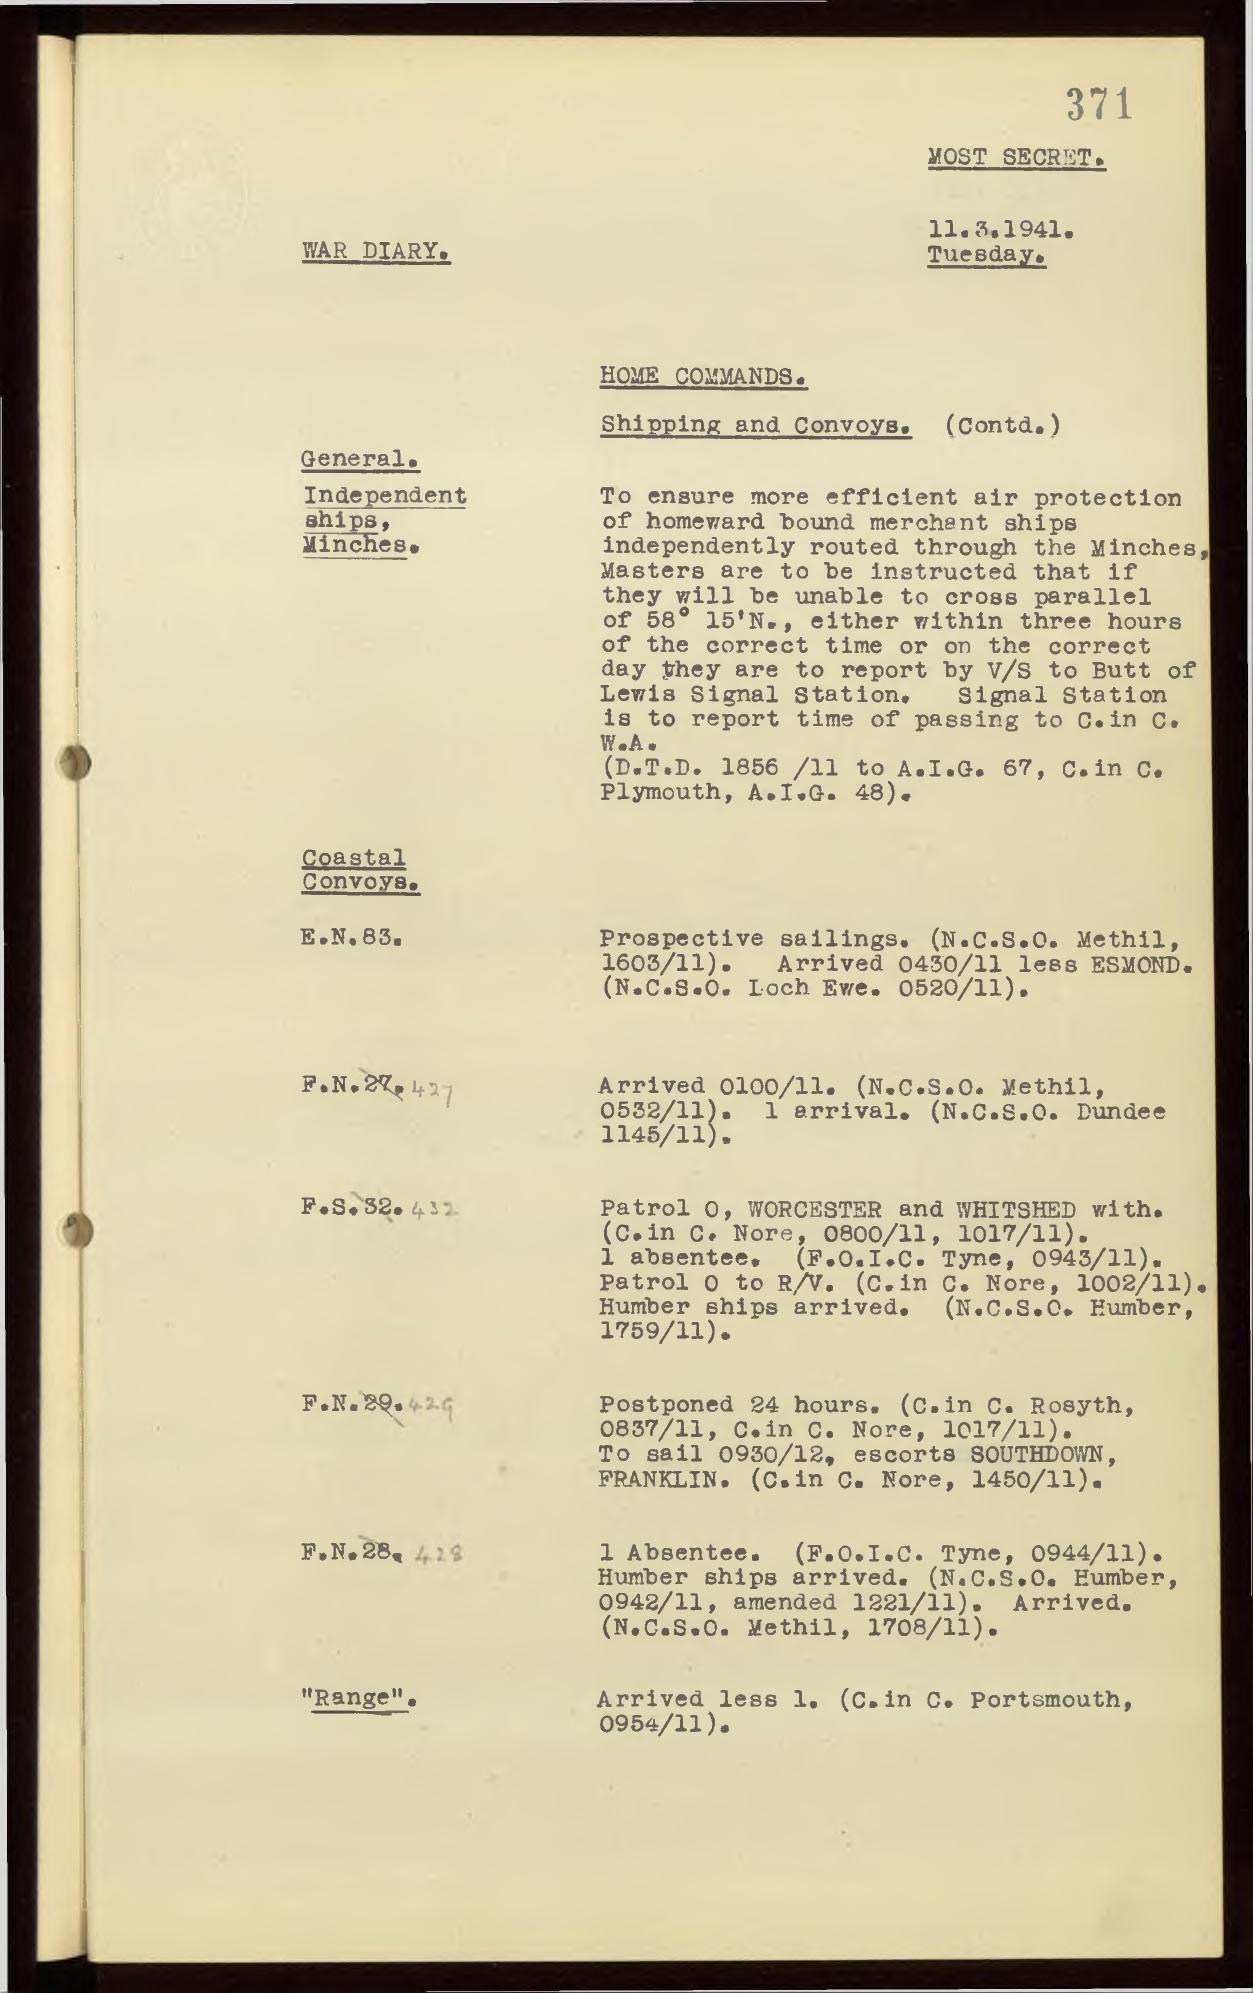 371
MOST SECRET.
11.3.1941.
WAR DIARY.
Tuesday.
HOME COMMANDS.
Shipping and Convoys. (Contd.)
General.
Independent
ships,
Minches.
To ensure more efficient air protection
of homeward bound merchant ships
independently routed through the Minches,
Masters are to be instructed that if
they will be unable to cross parallel
of 58° 15'N., either within three hours
of the correct time or on the correct
day they are to report by V/S to Butt of
Lewis Signal Station. Signal Station
is to report time of passing to C.in C.
W.A.
(D.T.D. 1856 /11 to A.I.G. 67, C.in C.
Plymouth, A.I.G. 48).
Coastal
Convoys.
E.N.83.
Prospective sailings. (N.C.S.O. Methil,
1603/11). Arrived 0430/11 less ESMOND.
(N.C.S.O. Loch Ewe. 0520/11).
F.N.27. 427
Arrived 0100/11. (N.C.S.O. Methil,
0532/11). 1 arrival. (N.C.S.O. Dundee
1145/11).
F.S.32. 432
Patrol 0, WORCESTER and WHITSHED with.
(C.in C. Nore, 0800/11, 1017/11).
1 absentee. (F.O.I.C. Tyne, 0943/11).
Patrol 0 to R/V. (C.in C. Nore, 1002/11).
Humber ships arrived. (N.C.S.O. Humber,
1759/11).
F.N.29. 429
Postponed 24 hours. (C.in C. Rosyth,
0837/11, C.in C. Nore, 1017/11).
To sail 0930/12, escorts SOUTHDOWN,
FRANKLIN. (C.in C. Nore, 1450/11).
F.N.28. 428
1 Absentee. (F.O.I.C. Tyne, 0944/11).
Humber ships arrived. (N.C.S.O. Humber,
0942/11, amended 1221/11). Arrived.
(N.C.S.O. Methil, 1708/11).
"Range".
Arrived less 1. (C.in C. Portsmouth,
0954/11).